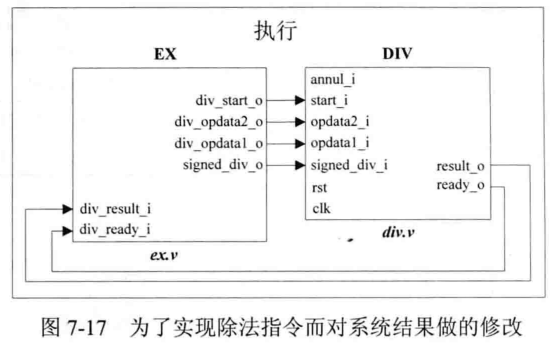 执行
EX
DIV
div_start_o
div_opdata2_o
div_opdata1_o
signed_div_o
div_result_i
div_ready_i
annul_i
start_i
opdata2_i
opdata1_i
signed_div_i
rst
clk
result_o
ready_o
ex.v
div.v
图 7-17 为了实现除法指令而对系统结果做的修改